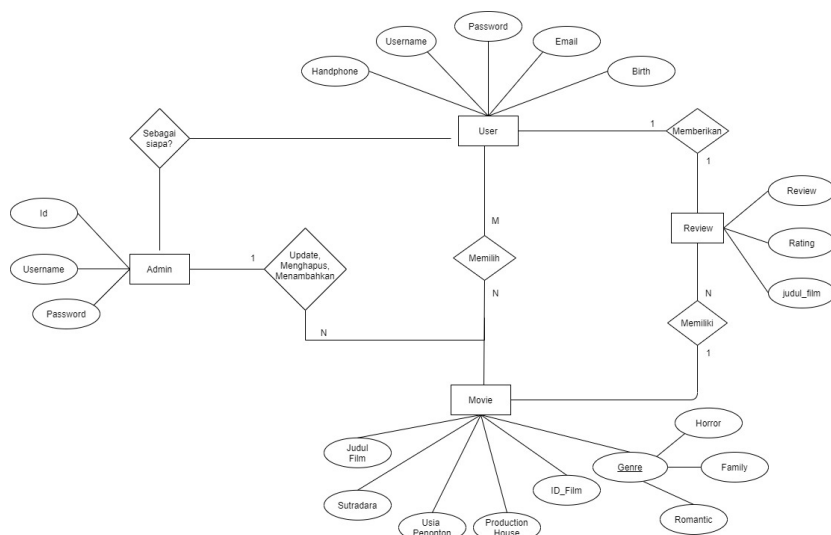 Password
Username
Email
Handphone
Birth
User
1
Memberikan
Sebagai
siapa?
1
Review
Id
M
Review
Update,
Menghapus,
Menambahkan
1
Memilih
Rating
Username
Admin
N
N
judul_film
Password
N
Memiliki
1
Movie
Horror
Judul
Film
Genre
Family
ID_Film
Sutradara
Usia
Penonton
Production
House
Romantic